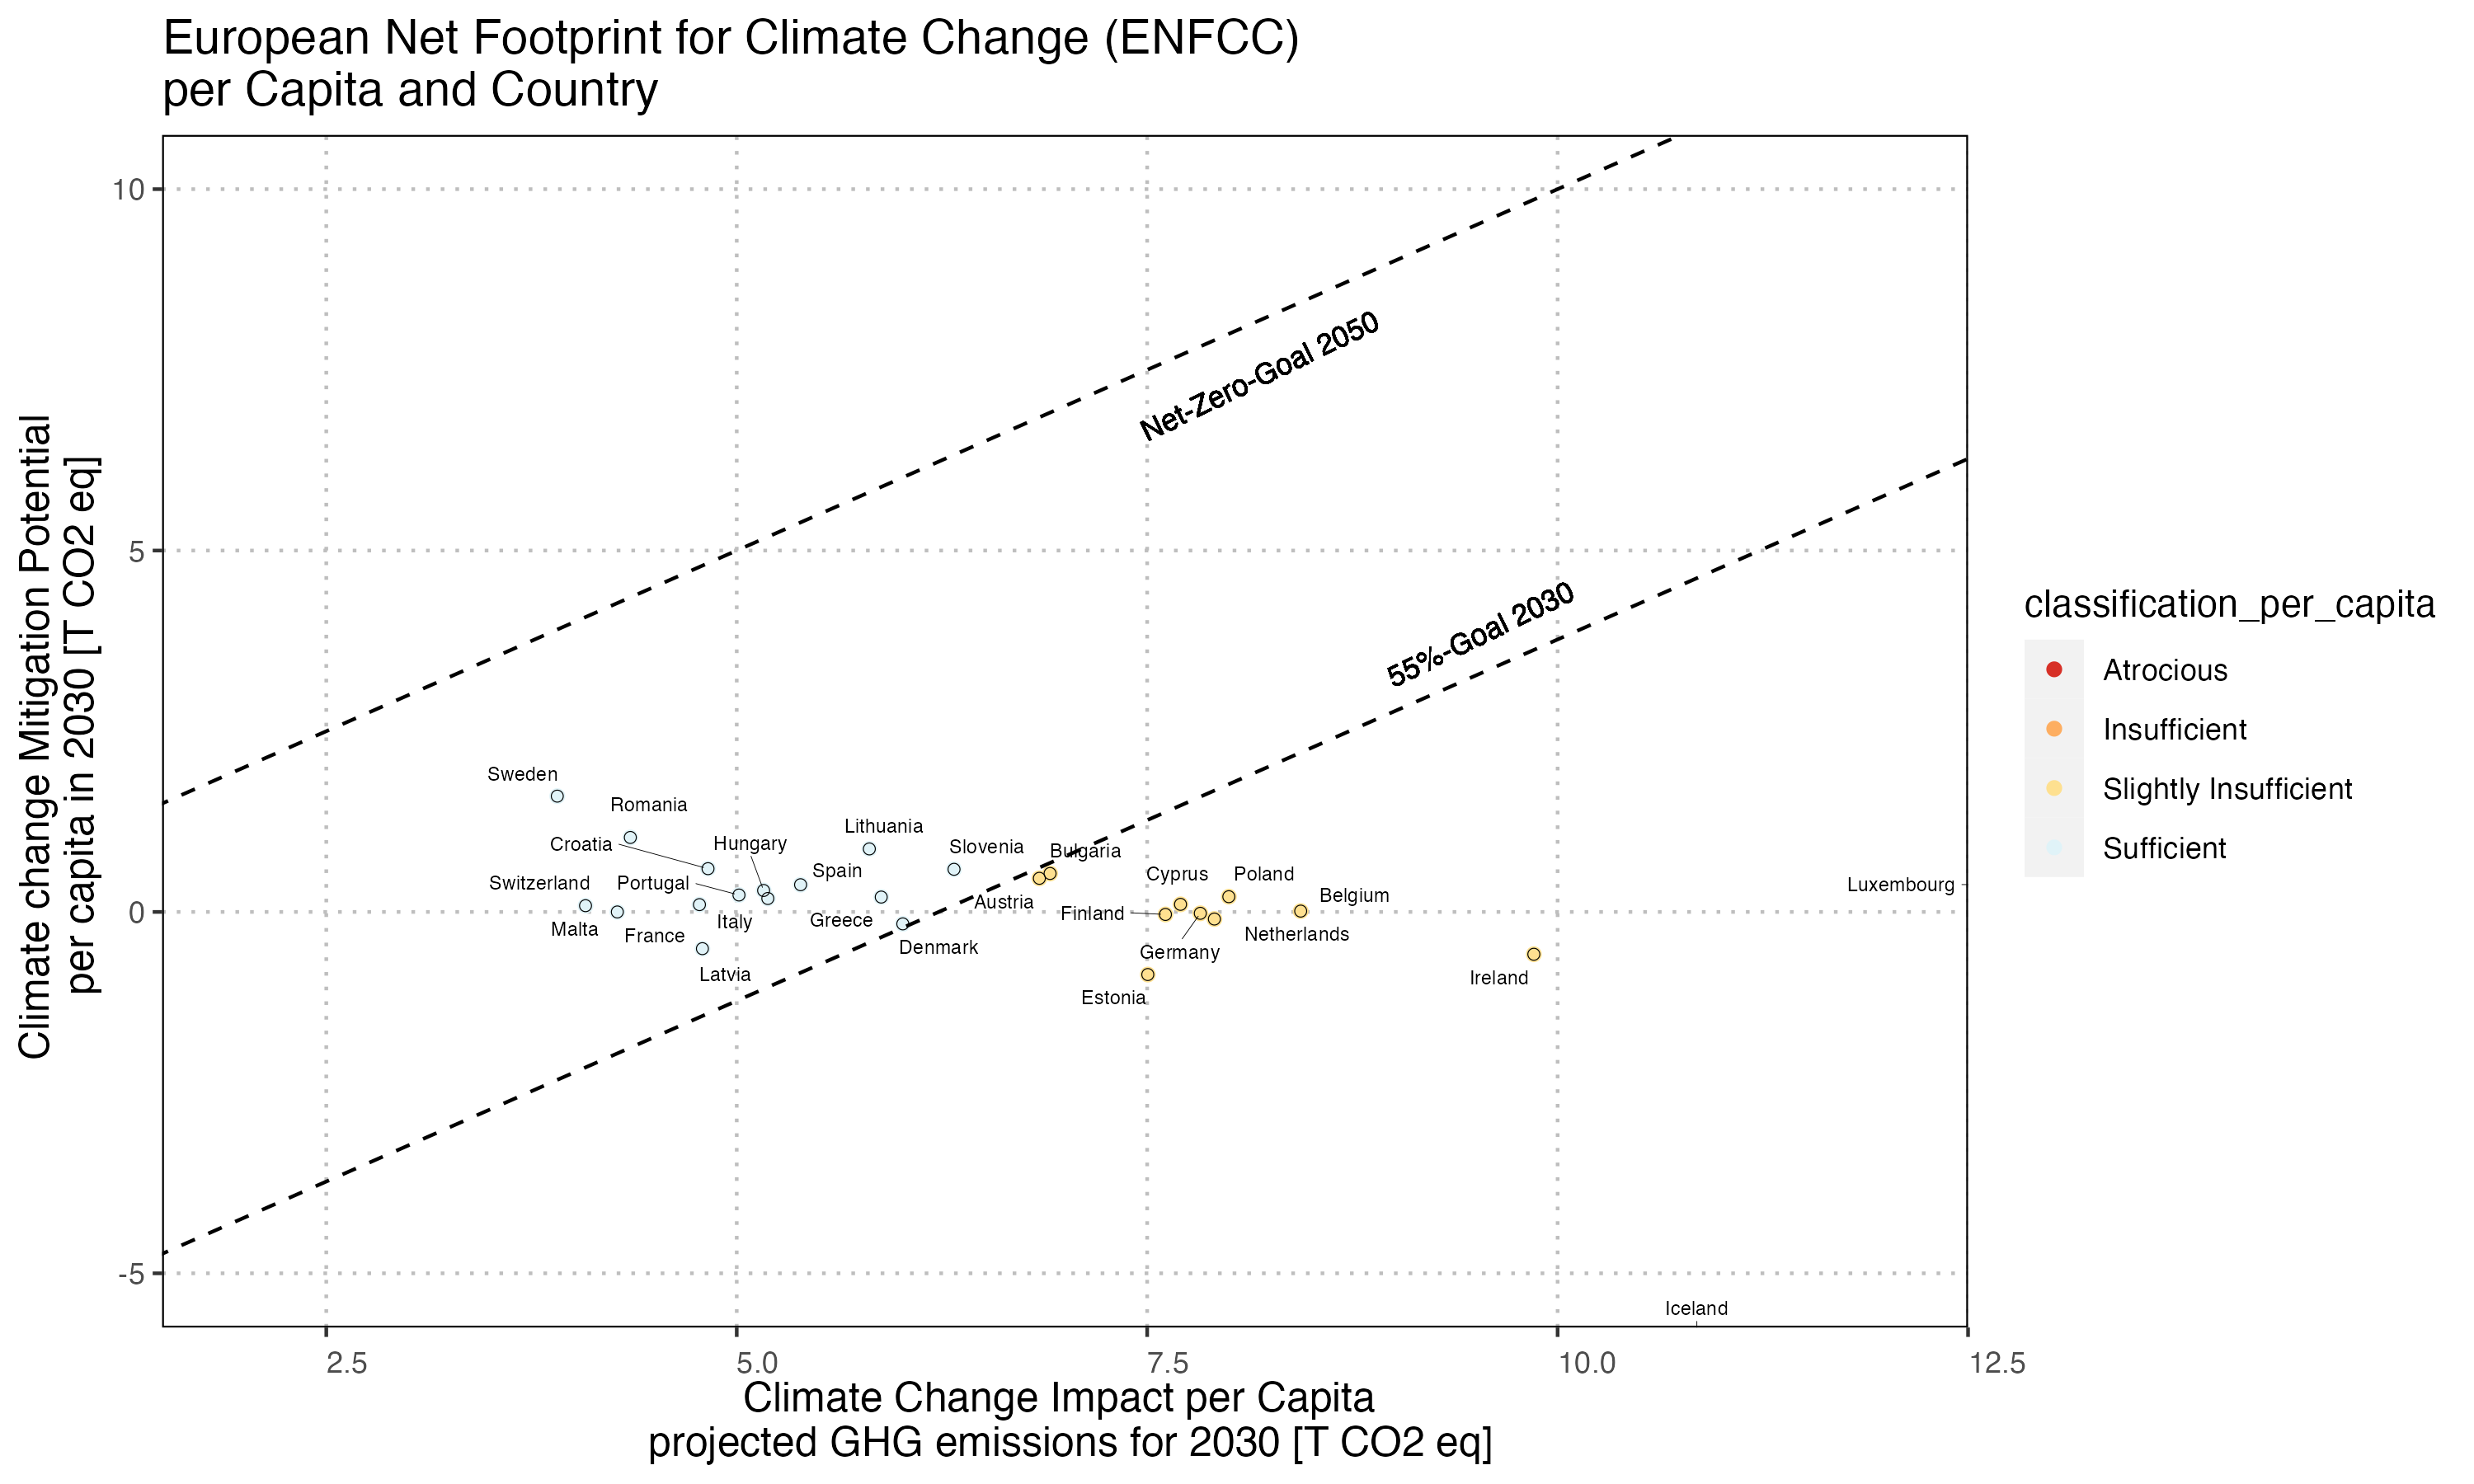 European Net Footprint for Climate Change (ENFCC)
per Capita and Country
Climate change Mitigation Potential
per capita in 2030 [T CO2 eq]
10
5
0
-5
Net-Zero-Goal 2050
55%-Goal 2030
Sweden
Romania
Lithuania
Croatia
Hungary
Slovenia
Bulgaria
Spain
Cyprus
Poland
Switzerland
Portugal
Luxembourg
Belgium
Austria
Finland
Greece
Italy
Malta
France
Netherlands
Denmark
Germany
Latvia
Ireland
Estonia
Iceland
2.5
5.0
7.5
10.0
12.5
Climate Change Impact per Capita
projected GHG emissions for 2030 [T CO2 eq]
classification_per_capita
Atrocious
Insufficient
Slightly Insufficient
Sufficient